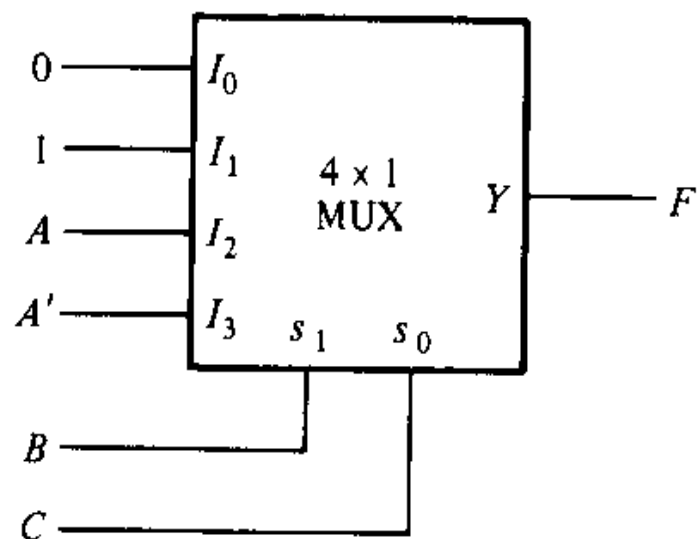 0 I₀
1 I₁
4 × 1
MUX
Y F
A I₂
A' I₃
s₁ s₀
B
C